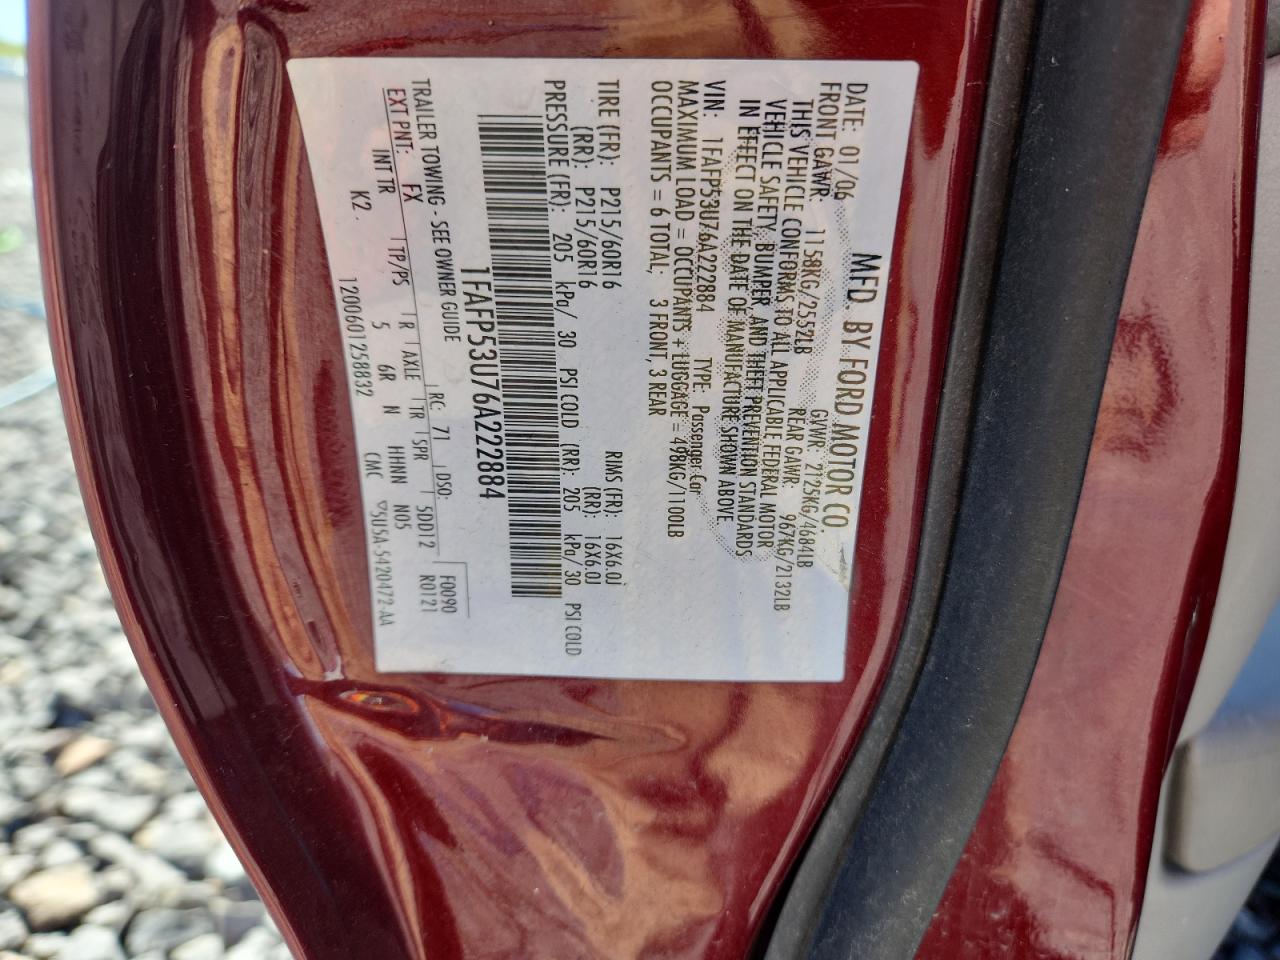 MFD. BY FORD MOTOR CO.
DATE: 01/06 GVWR: 2125KG/4684LB
FRONT GAWR: 1158KG/2552LB REAR GAWR: 967KG/2132LB
THIS VEHICLE CONFORMS TO ALL APPLICABLE FEDERAL MOTOR
VEHICLE SAFETY, BUMPER, AND THEFT PREVENTION STANDARDS
IN EFFECT ON THE DATE OF MANUFACTURE SHOWN ABOVE
VIN: 1FAFP53U76A222884 TYPE: Passenger Car
MAXIMUM LOAD = OCCUPANTS + LUGGAGE = 498KG/1100LB
OCCUPANTS = 6 TOTAL, 3 FRONT, 3 REAR
TIRE (FR): P215/60R16 RIMS (FR): 16X6.0J
(RR): P215/60R16 (RR): 16X6.0J
PRESSURE (FR): 205 kPa/ 30 PSI COLD (RR): 205 kPa/30 PSI COLD
1FAFP53U76A222884
TRAILER TOWING - SEE OWNER GUIDE
F0090
EXT PNT: FX RC: 71 DSO: R0121
INT TR TP/PS R AXLE TR SPR 5DD12
K2 5 6R N HHNN N05
1200601258832 CMC ▽5U5A-5420472-AA